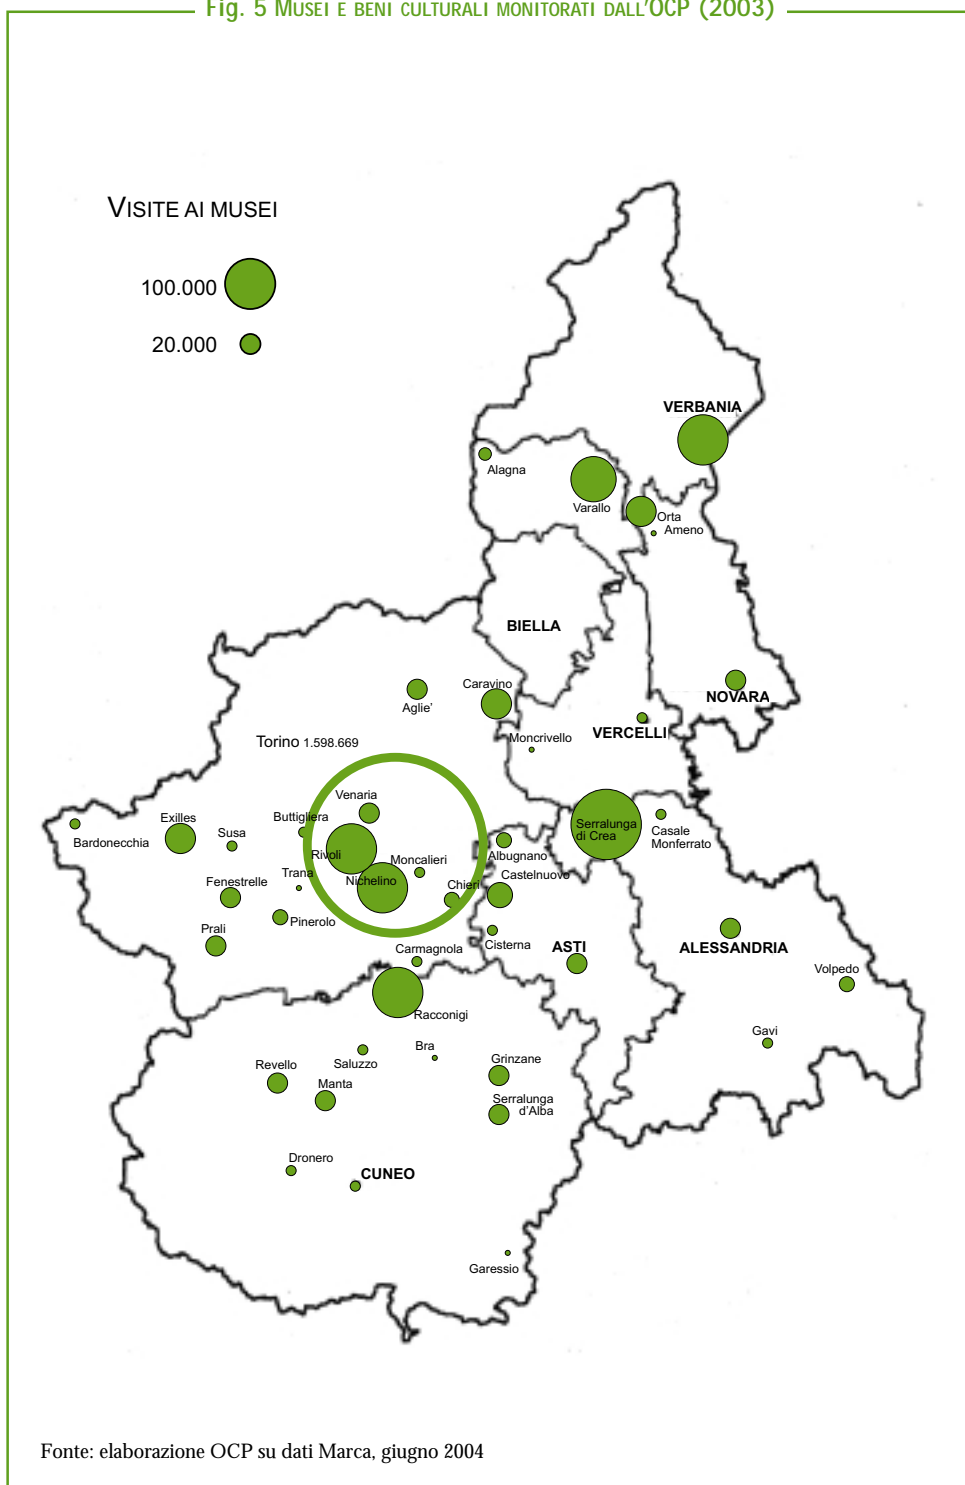 Fig. 5 MUSEI E BENI CULTURALI MONITORATI DALL'OCP (2003)
VISITE AI MUSEI
100.000
20.000
VERBANIA
Alagna
Varallo
Orta
Ameno
BIELLA
Caravino
Aglie'
NOVARA
Moncrivello
VERCELLI
Torino 1.598.669
Venaria
Buttigliera
Exilles
Susa
Bardonecchia
Rivoli
Moncalieri
Trana
Nichelino
Chieri
Fenestrelle
Pinerolo
Prali
Serralunga
di Crea
Casale
Monferrato
Albugnano
Castelnuovo
Cisterna
ASTI
ALESSANDRIA
Carmagnola
Volpedo
Racconigi
Gavi
Bra
Saluzzo
Revello
Manta
Grinzane
Serralunga
d'Alba
Dronero
CUNEO
Garessio
Fonte: elaborazione OCP su dati Marca, giugno 2004